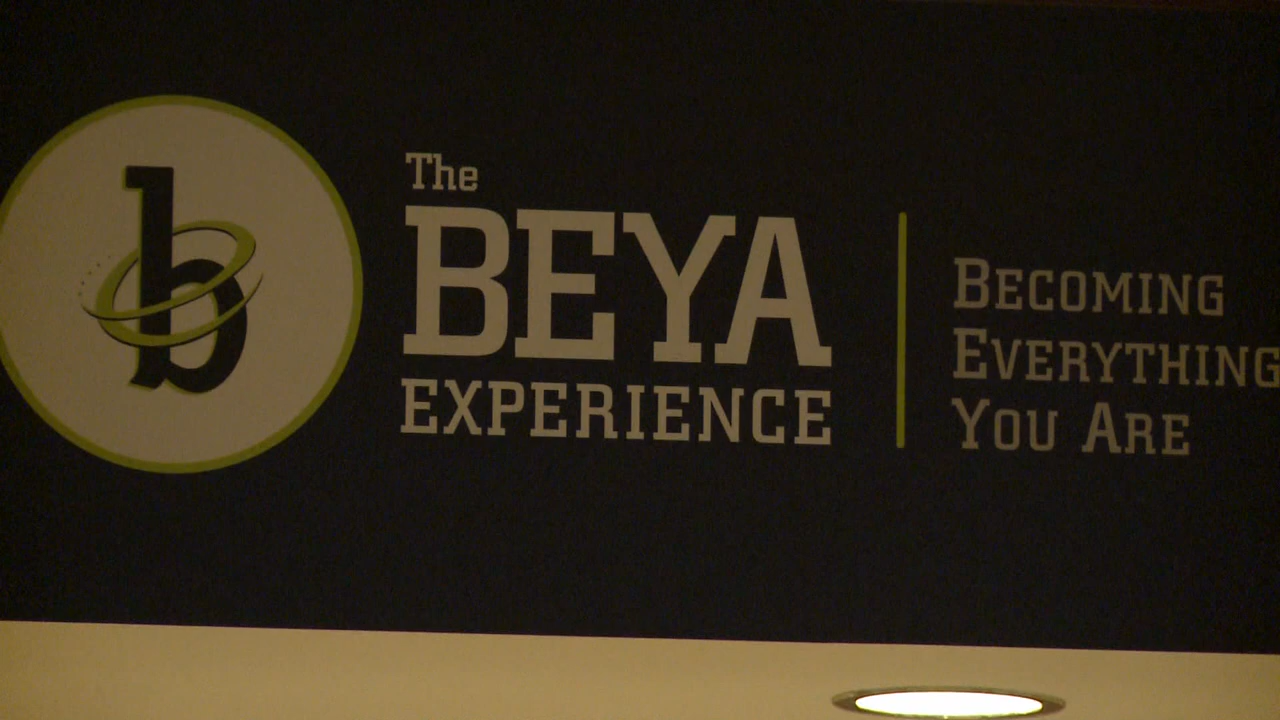 b
The
BEYA
EXPERIENCE
BECOMING
EVERYTHING
YOU ARE